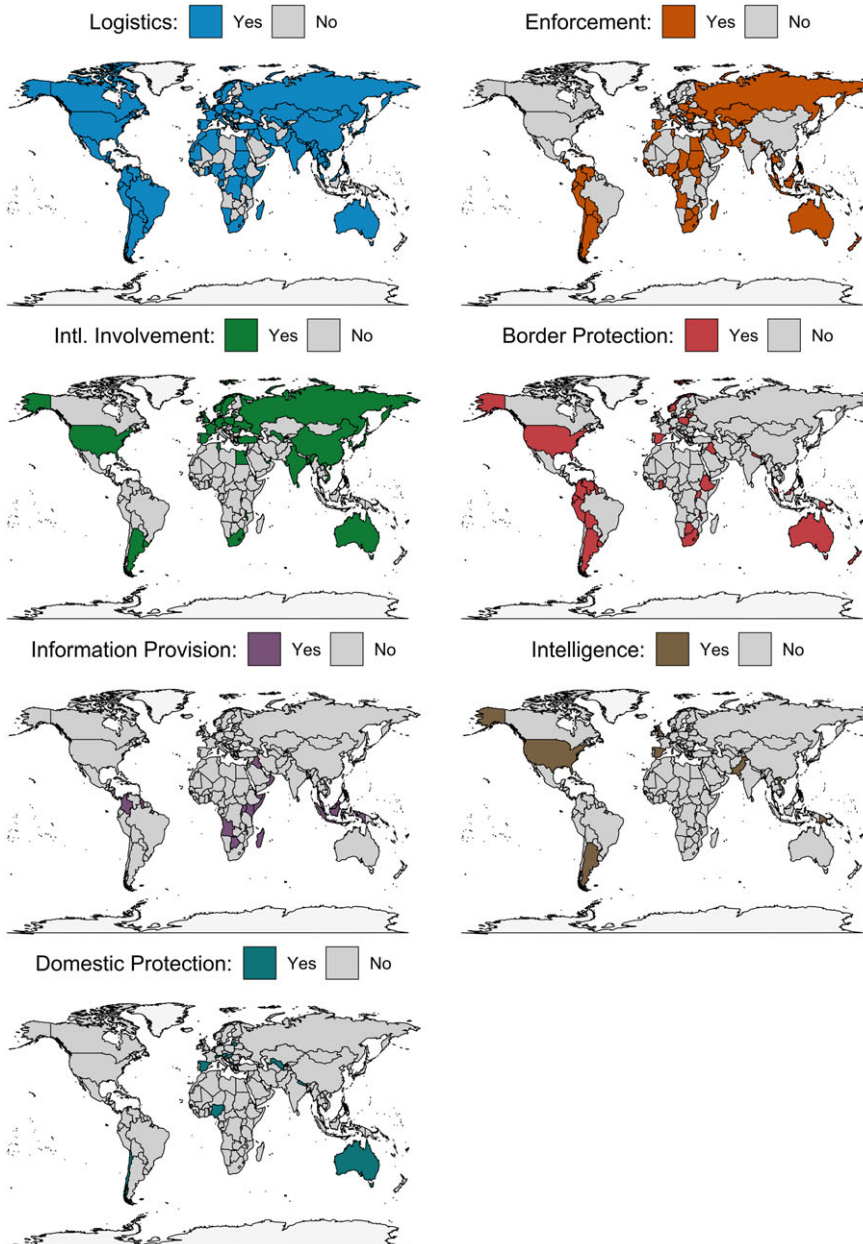 Logistics: Yes No
Enforcement: Yes No
Intl. Involvement: Yes No
Border Protection: Yes No
Information Provision: Yes No
Intelligence: Yes No
Domestic Protection: Yes No